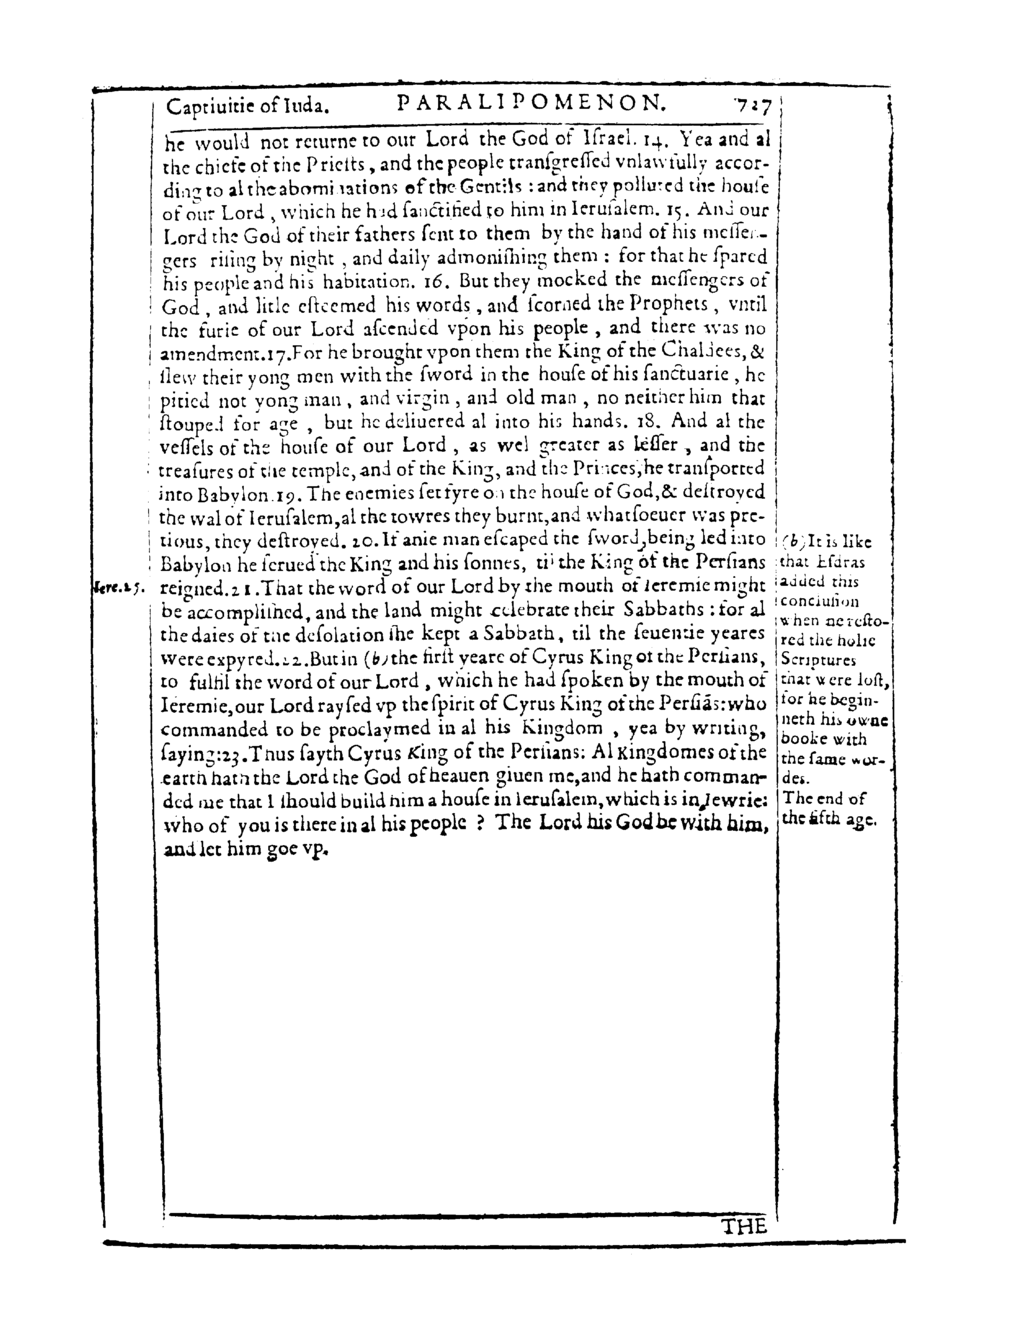 Captiuitie of Iuda. PARALIPOMENON. 727
he would not returne to our Lord the God of Iſrael. 14. Yea and al
the chiefe of the Prieſts, and the people tranſgreſſed vnlawfully accor-
ding to al the abominations of the Gentils : and they polluted the houſe
of our Lord, which he had ſanctified to him in Ieruſalem. 15. And our
Lord the God of their fathers ſent to them by the hand of his meſſen-
gers riſing by night, and daily admoniſhing them : for that he ſpared
his people and his habitation. 16. But they mocked the meſſengers of
God, and litle eſteemed his words, and ſcorned the Prophets, vntil
the furie of our Lord aſcended vpon his people, and there was no
amendment. 17. For he brought vpon them the King of the Chaldees, &
ſlew their yong men with the ſword in the houſe of his ſanctuarie, he
pitied not yong man, and virgin, and old man, no neither him that
ſtouped for age, but he deliuered al into his hands. 18. And al the
veſſels of the houſe of our Lord, as wel greater as leſſer, and the
treaſures of the temple, and of the King, and the Princes, he tranſported
into Babylon. 19. The enemies ſet fyre on the houſe of God, & deſtroyed
the wal of Ieruſalem, al the towres they burnt, and whatſoeuer was pre-
tious, they deſtroyed. 20. If anie man eſcaped the ſword, being led into
Babylon he ſerued the King and his ſonnes, til the King of the Perſians
reigned. 21. That the word of our Lord by the mouth of Ieremie might
be accompliſhed, and the land might celebrate their Sabbaths : for al
the daies of the deſolation ſhe kept a Sabbath, til the ſeuentie yeares
were expyred. 22. But in (b) the firſt yeare of Cyrus King of the Perſians,
to fulfil the word of our Lord, which he had ſpoken by the mouth of
Ieremie, our Lord rayſed vp the ſpirit of Cyrus King of the Perſiãs: who
commanded to be proclaymed in al his Kingdom, yea by writing,
ſaying: 23. Thus ſayth Cyrus King of the Perſians: Al Kingdomes of the
earth hath the Lord the God of heauen giuen me, and he hath comman-
ded me that I ſhould build him a houſe in Ieruſalem, which is in Jewrie:
who of you is there in al his people ? The Lord his God be with him,
and let him goe vp.
Iere.25.
(b) It is like
that Eſdras
added this
concluſion
when he reſto-
red the holie
Scriptures
that were loſt,
for he begin-
neth his owne
booke with
the ſame wor-
des.
The end of
the fifth age.
THE